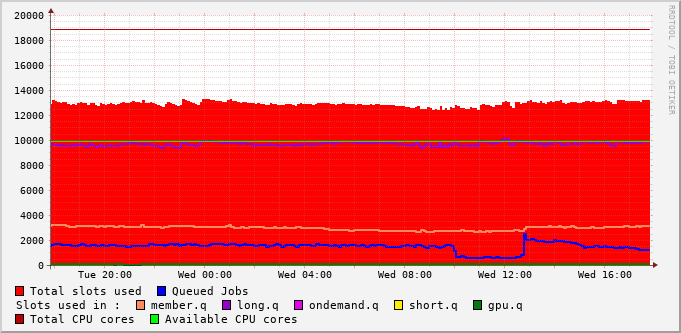 RRDTOOL / TOBI OETIKER
20000
18000
16000
14000
12000
10000
8000
6000
4000
2000
0
Tue 20:00 Wed 00:00 Wed 04:00 Wed 08:00 Wed 12:00 Wed 16:00
Total slots used Queued Jobs
Slots used in : member.q long.q ondemand.q short.q gpu.q
Total CPU cores Available CPU cores